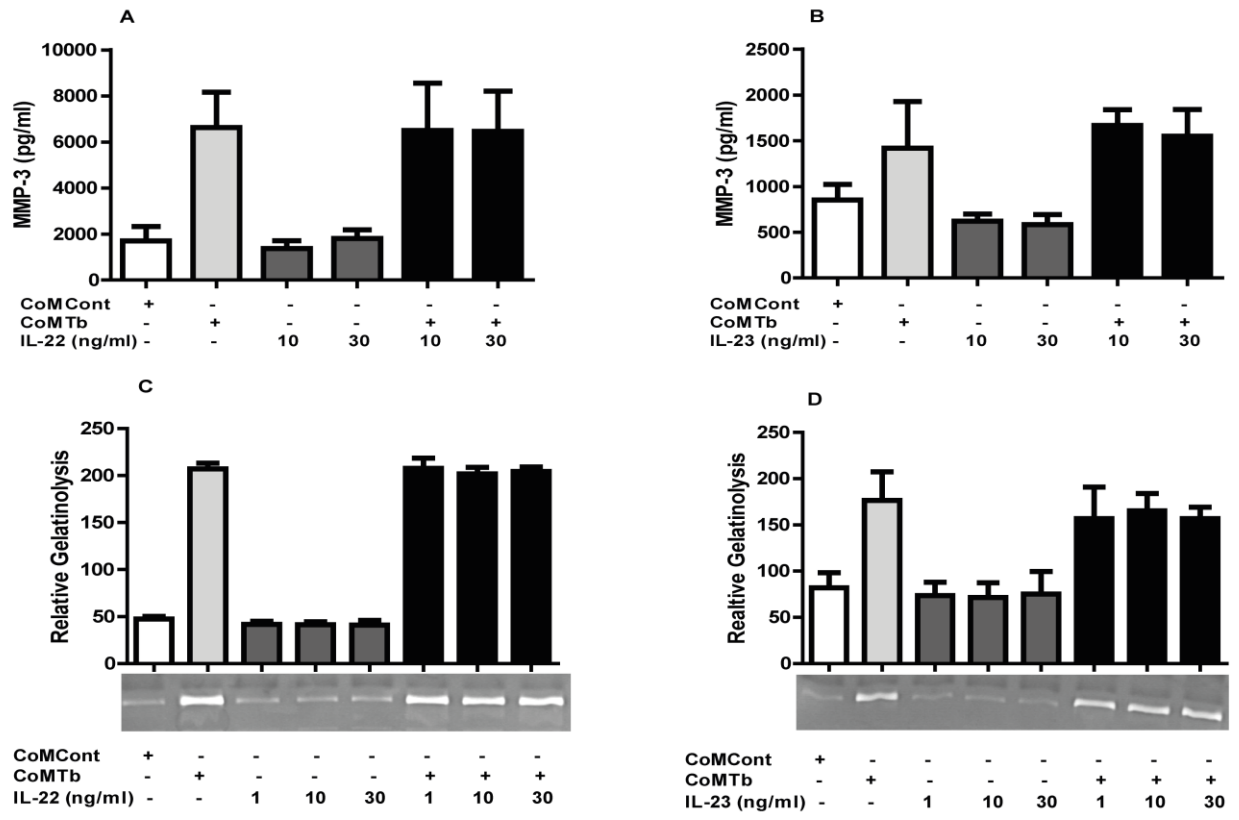 A
MMP-3 (pg/ml)
10000
8000
6000
4000
2000
0
CoMCont + - - - - -
CoMTb - + - - + +
IL-22 (ng/ml) - - 10 30 10 30
B
MMP-3 (pg/ml)
2500
2000
1500
1000
500
0
CoMCont + - - - - -
CoMTb - + - - + +
IL-23 (ng/ml) - - 10 30 10 30
C
Relative Gelatinolysis
250
200
150
100
50
0
CoMCont + - - - - - - -
CoMTb - + - - - + + +
IL-22 (ng/ml) - - 1 10 30 1 10 30
D
Realtive Gelatinolysis
250
200
150
100
50
0
CoMCont + - - - - - - -
CoMTb - + - - - + + +
IL-23 (ng/ml) - - 1 10 30 1 10 30